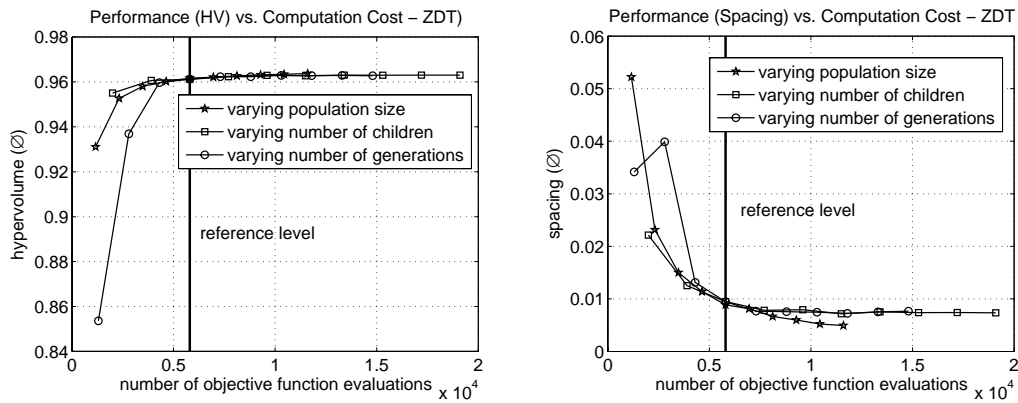 Performance (HV) vs. Computation Cost – ZDT)
0.98
0.96
0.94
0.92
0.9
0.88
0.86
0.84
hypervolume (∅)
varying population size
varying number of children
varying number of generations
reference level
0
0.5
1
1.5
2
number of objective function evaluations
x 10^4
Performance (Spacing) vs. Computation Cost – ZDT
0.06
0.05
0.04
0.03
0.02
0.01
0
spacing (∅)
varying population size
varying number of children
varying number of generations
reference level
0
0.5
1
1.5
2
number of objective function evaluations
x 10^4